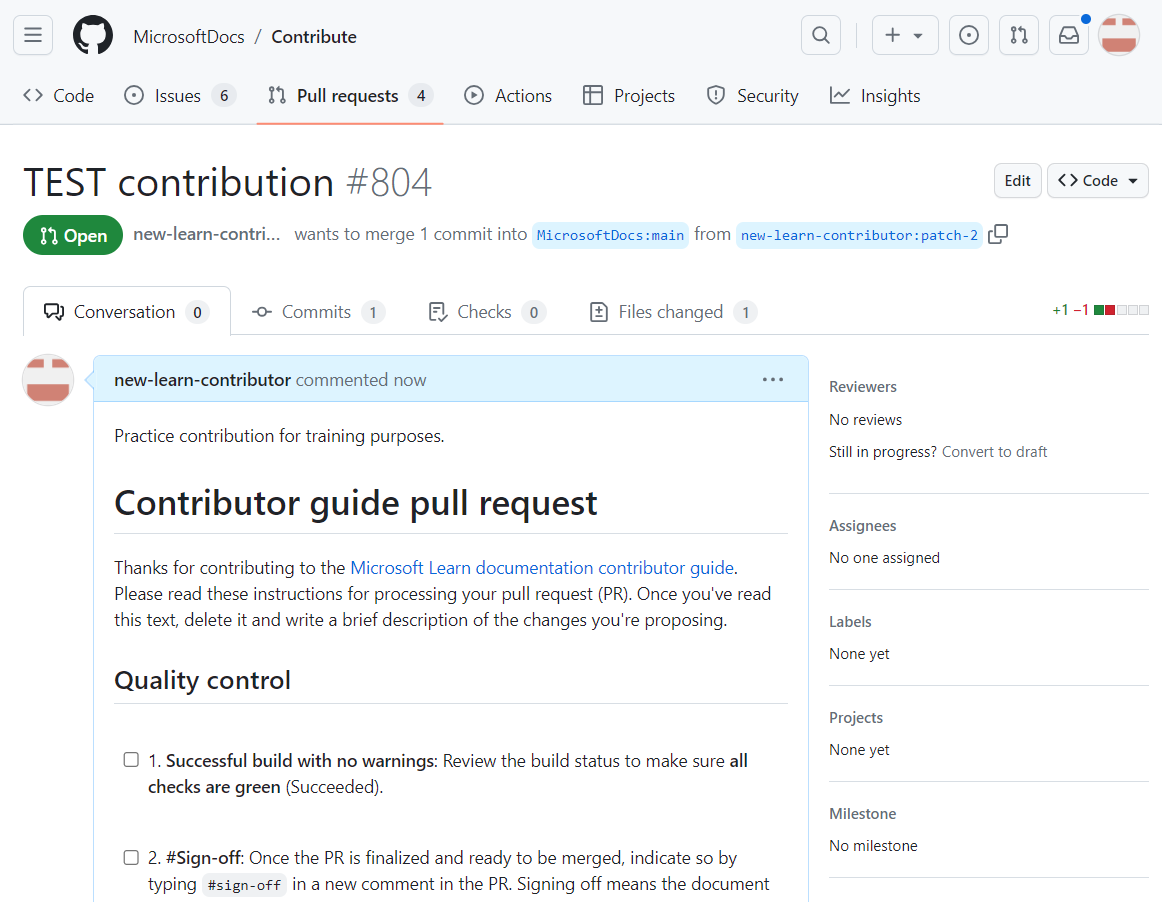 MicrosoftDocs / Contribute
Code Issues 6 Pull requests 4 Actions Projects Security Insights
TEST contribution #804
Edit Code
Open new-learn-contri... wants to merge 1 commit into MicrosoftDocs:main from new-learn-contributor:patch-2
Conversation 0 Commits 1 Checks 0 Files changed 1 +1 −1
new-learn-contributor commented now
Practice contribution for training purposes.
Contributor guide pull request
Thanks for contributing to the Microsoft Learn documentation contributor guide.
Please read these instructions for processing your pull request (PR). Once you've read
this text, delete it and write a brief description of the changes you're proposing.
Quality control
1. Successful build with no warnings: Review the build status to make sure all
checks are green (Succeeded).
2. #Sign-off: Once the PR is finalized and ready to be merged, indicate so by
typing #sign-off in a new comment in the PR. Signing off means the document
Reviewers
No reviews
Still in progress? Convert to draft
Assignees
No one assigned
Labels
None yet
Projects
None yet
Milestone
No milestone